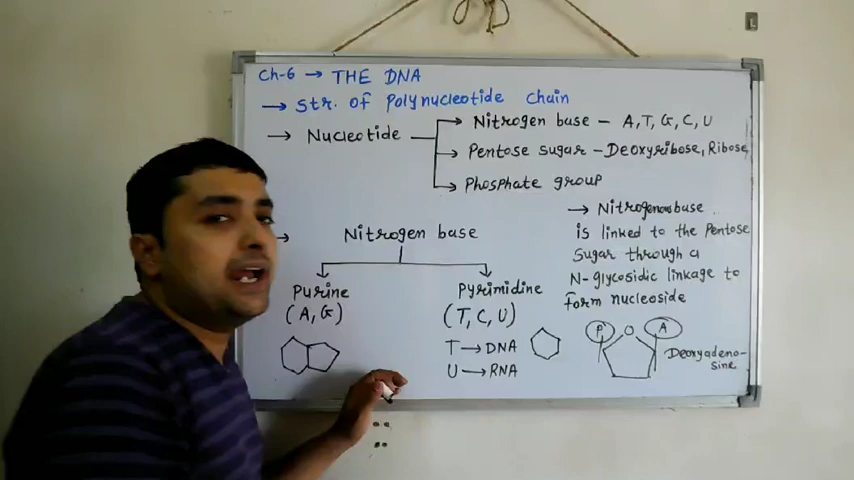 Ch-6 → THE DNA
→ Str. of Polynucleotide Chain
→ Nucleotide
→ Nitrogen base – A, T, G, C, U
→ Pentose sugar – Deoxyribose, Ribose
→ Phosphate group
→ Nitrogen base
Purine
(A, G)
Pyrimidine
(T, C, U)
T → DNA
U → RNA
→ Nitrogenous base
is linked to the Pentose
Sugar through a
N-glycosidic linkage to
form nucleoside
P O A
Deoxyadeno-
sine